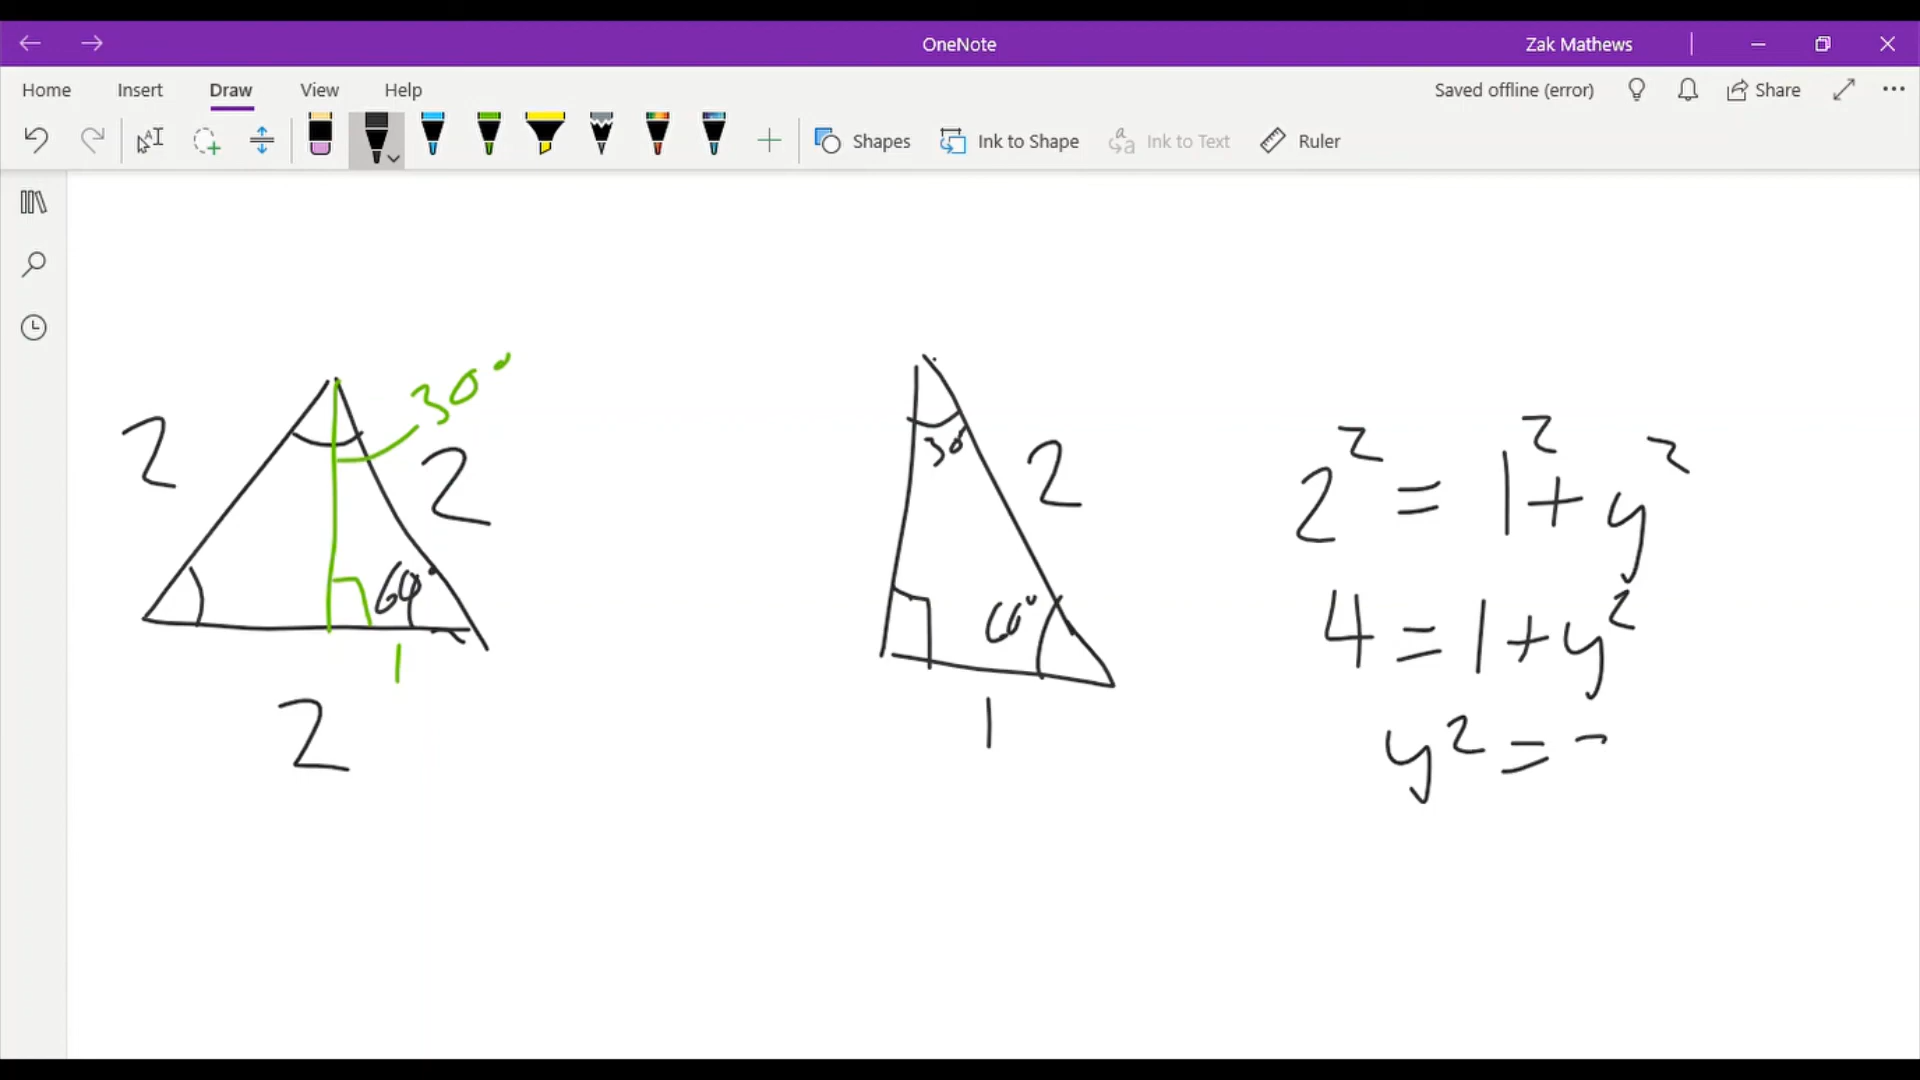 OneNote
Zak Mathews
Home Insert Draw View Help
Saved offline (error) Share
Shapes Ink to Shape Ink to Text Ruler
30°
2
2
60°
1
2
30°
2
60°
1
2² = 1² + y²
4 = 1 + y²
y² =